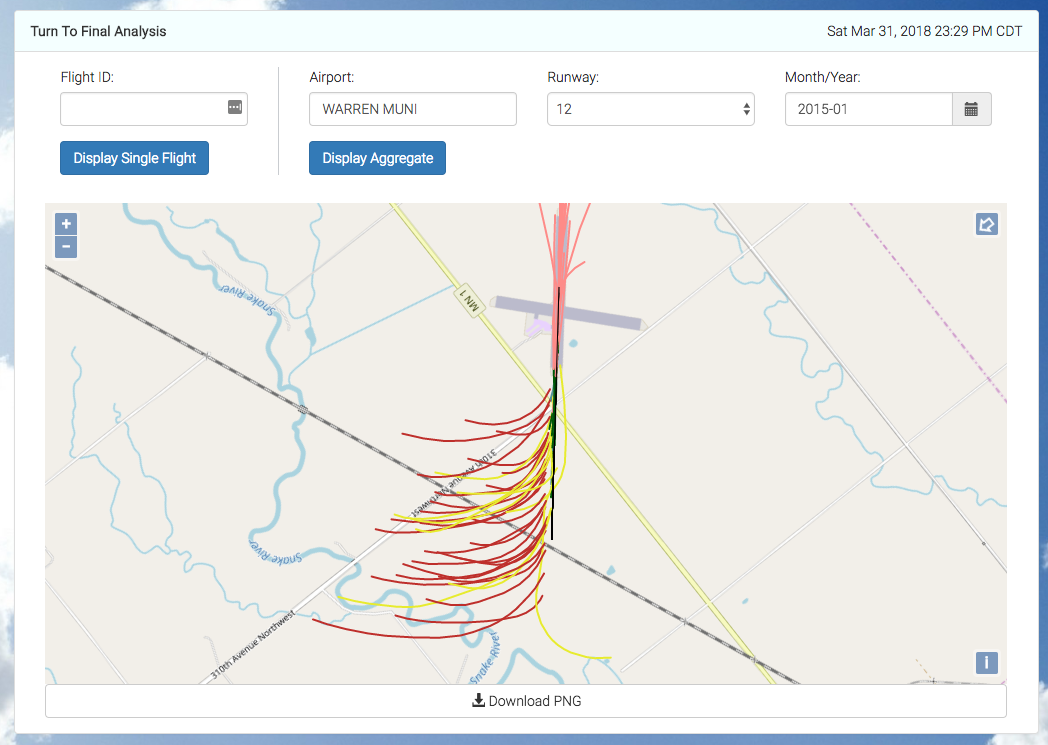 Turn To Final Analysis
Sat Mar 31, 2018 23:29 PM CDT
Flight ID:
Airport:
Runway:
Month/Year:
WARREN MUNI
12
2015-01
Display Single Flight
Display Aggregate
+
−
Snake River
MN 1
310th Avenue Northwest
Snake River
310th Avenue Northwest
Snake River
i
Download PNG